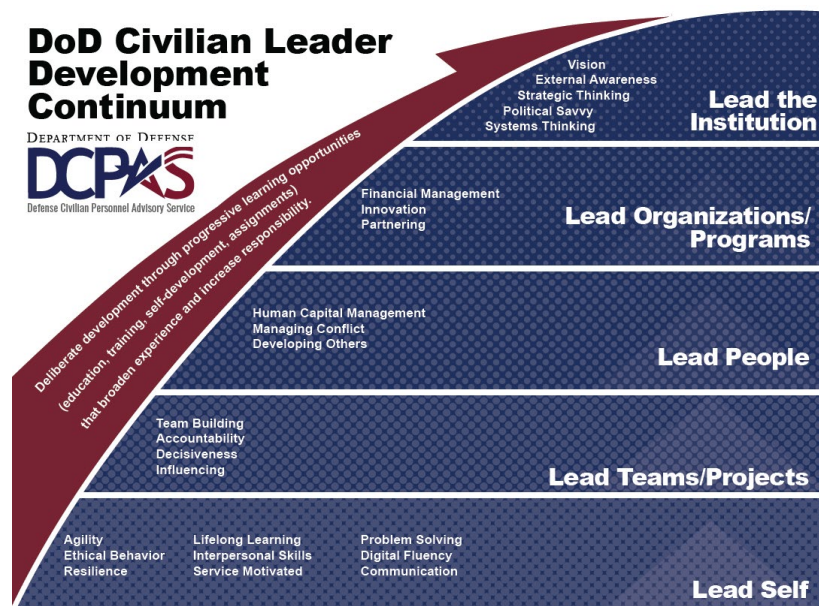 DoD Civilian Leader
Development
Continuum
DEPARTMENT OF DEFENSE
DCPAS
Defense Civilian Personnel Advisory Service
Deliberate development through progressive learning opportunities
(education, training, self-development, assignments)
that broaden experience and increase responsibility.
Vision
External Awareness
Strategic Thinking
Political Savvy
Systems Thinking
Lead the
Institution
Financial Management
Innovation
Partnering
Lead Organizations/
Programs
Human Capital Management
Managing Conflict
Developing Others
Lead People
Team Building
Accountability
Decisiveness
Influencing
Lead Teams/Projects
Agility
Ethical Behavior
Resilience
Lifelong Learning
Interpersonal Skills
Service Motivated
Problem Solving
Digital Fluency
Communication
Lead Self